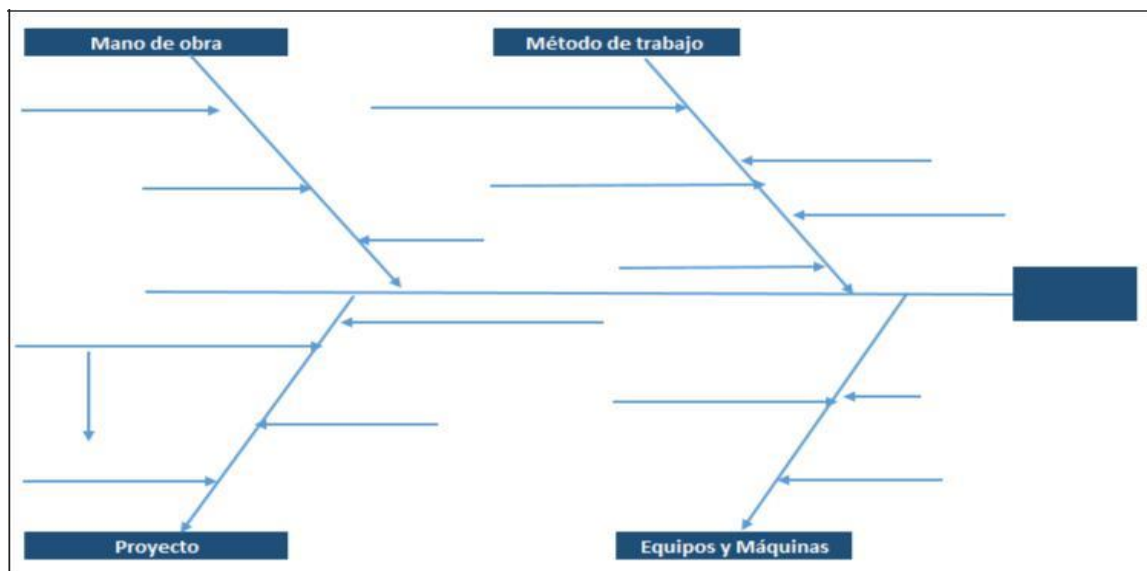 Mano de obra
Método de trabajo
Proyecto
Equipos y Máquinas